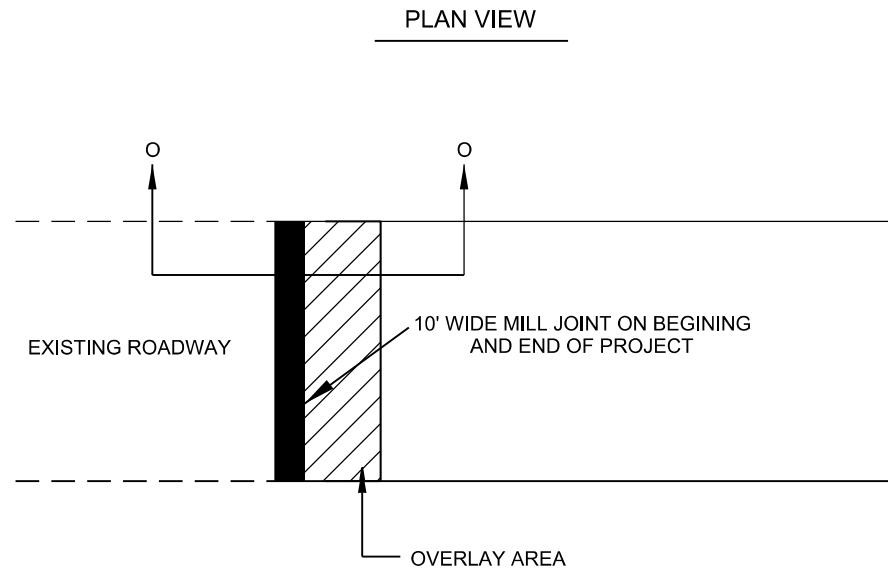 PLAN VIEW
O O
10' WIDE MILL JOINT ON BEGINING
AND END OF PROJECT
EXISTING ROADWAY
OVERLAY AREA